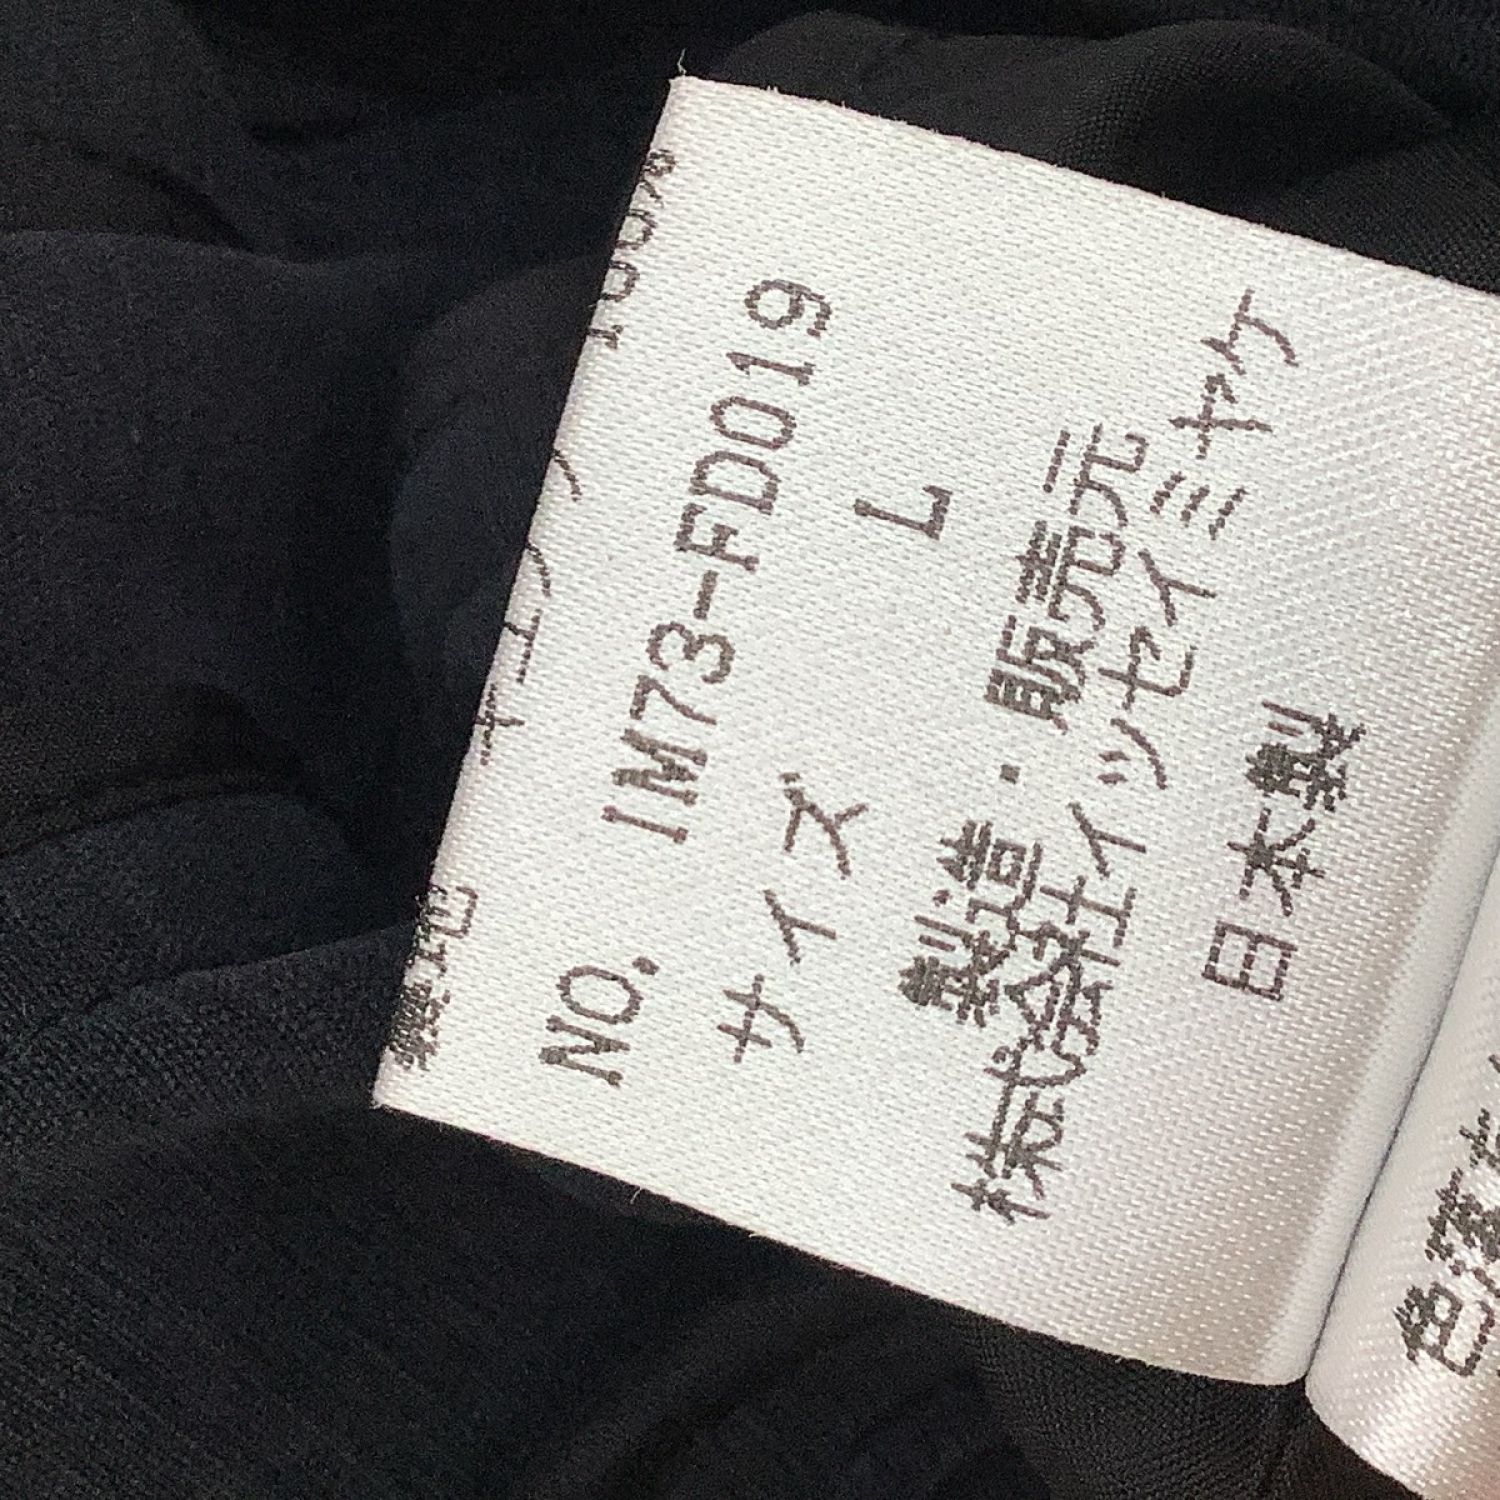 100%
NO. IM73-FD019
サイズ L
製造・販売元
株式会社イッセイミヤケ
日本製